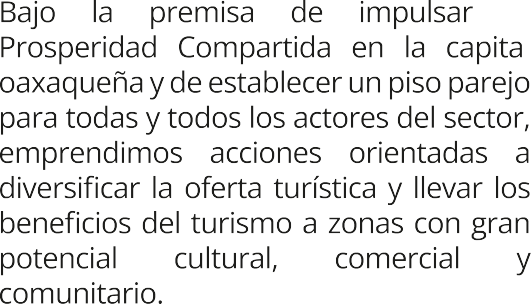 Bajo la premisa de impulsar
Prosperidad Compartida en la capita
oaxaqueña y de establecer un piso parejo
para todas y todos los actores del sector,
emprendimos acciones orientadas a
diversificar la oferta turística y llevar los
beneficios del turismo a zonas con gran
potencial cultural, comercial y
comunitario.